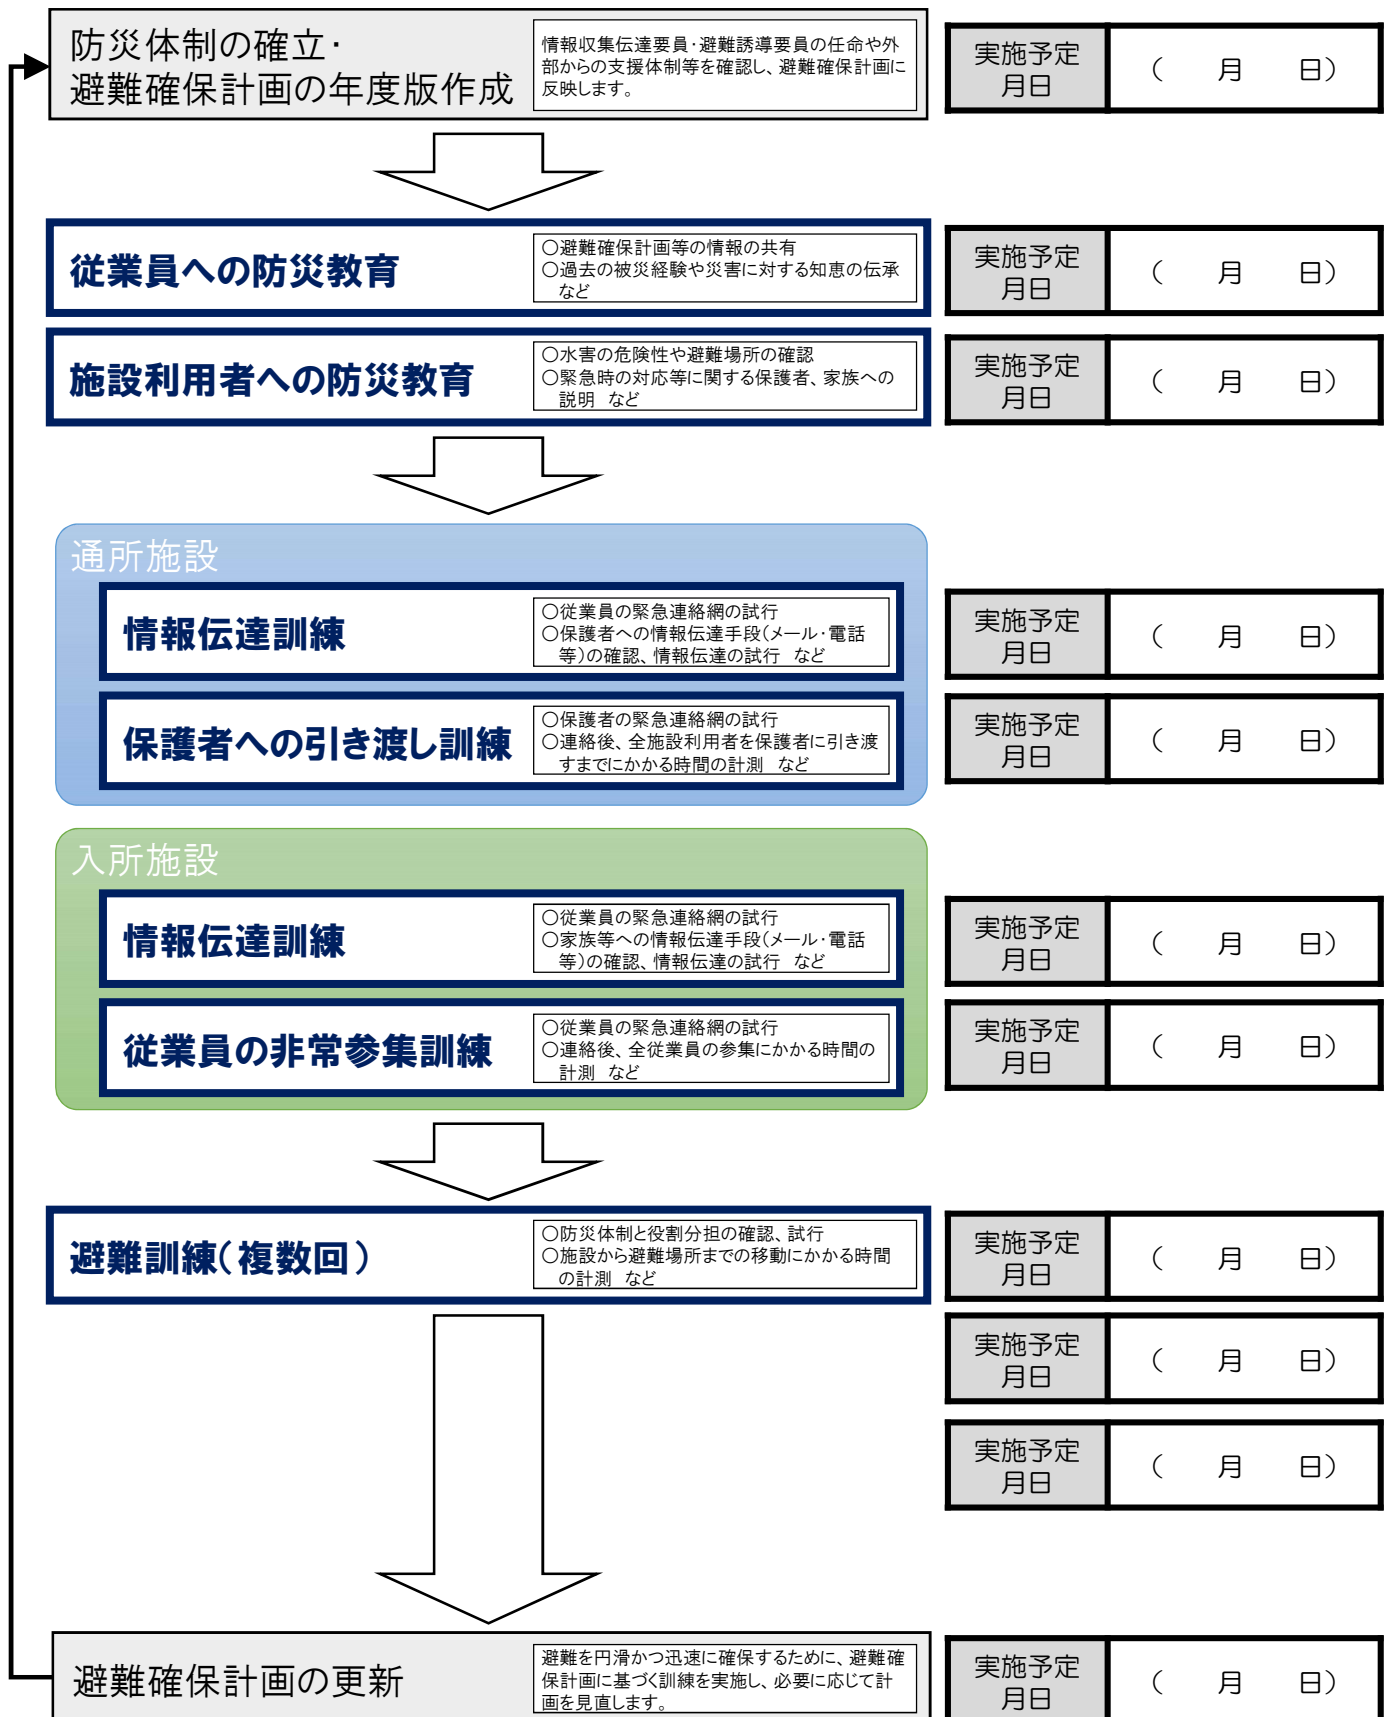 防災体制の確立・
避難確保計画の年度版作成
情報収集伝達要員・避難誘導要員の任命や外
部からの支援体制等を確認し、避難確保計画に
反映します。
実施予定
月日
（　月　日）
従業員への防災教育
○避難確保計画等の情報の共有
○過去の被災経験や災害に対する知恵の伝承
など
実施予定
月日
（　月　日）
施設利用者への防災教育
○水害の危険性や避難場所の確認
○緊急時の対応等に関する保護者、家族への
説明　など
実施予定
月日
（　月　日）
通所施設
情報伝達訓練
○従業員の緊急連絡網の試行
○保護者への情報伝達手段（メール・電話
等）の確認、情報伝達の試行　など
実施予定
月日
（　月　日）
保護者への引き渡し訓練
○保護者の緊急連絡網の試行
○連絡後、全施設利用者を保護者に引き渡
すまでにかかる時間の計測　など
実施予定
月日
（　月　日）
入所施設
情報伝達訓練
○従業員の緊急連絡網の試行
○家族等への情報伝達手段（メール・電話
等）の確認、情報伝達の試行　など
実施予定
月日
（　月　日）
従業員の非常参集訓練
○従業員の緊急連絡網の試行
○連絡後、全従業員の参集にかかる時間の
計測　など
実施予定
月日
（　月　日）
避難訓練（複数回）
○防災体制と役割分担の確認、試行
○施設から避難場所までの移動にかかる時間
の計測　など
実施予定
月日
（　月　日）
実施予定
月日
（　月　日）
実施予定
月日
（　月　日）
避難確保計画の更新
避難を円滑かつ迅速に確保するために、避難確
保計画に基づく訓練を実施し、必要に応じて計
画を見直します。
実施予定
月日
（　月　日）